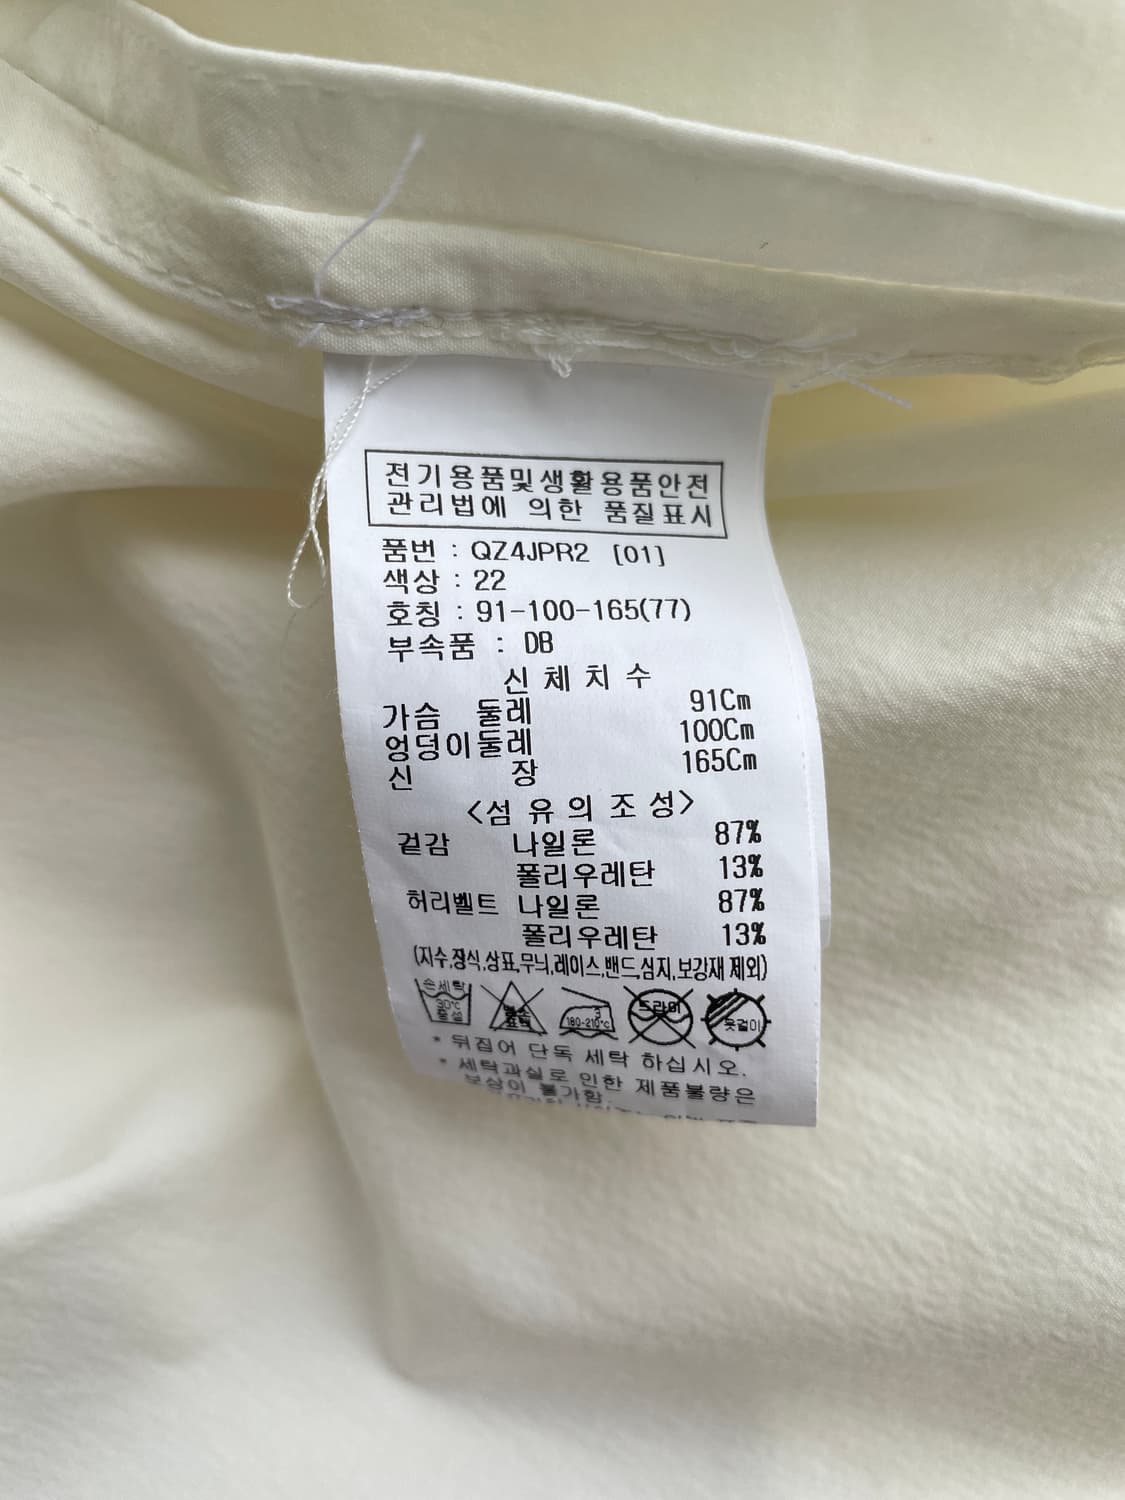 전기용품및생활용품안전
관리법에 의한 품질표시
품번 : QZ4JPR2 [01]
색상 : 22
호칭 : 91-100-165(77)
부속품 : DB
신 체 치 수
가슴 둘레 91Cm
엉덩이둘레 100Cm
신 장 165Cm
<섬 유 의 조 성>
겉감 나일론 87%
폴리우레탄 13%
허리벨트 나일론 87%
폴리우레탄 13%
(지수,장식,상표,무늬,레이스,밴드,심지,보강재 제외)
손세탁 30℃ 중성
염소 표백
3 180-210℃
드라이
옷걸이
* 뒤집어 단독 세탁 하십시오.
* 세탁과실로 인한 제품불량은
보상이 불가함.